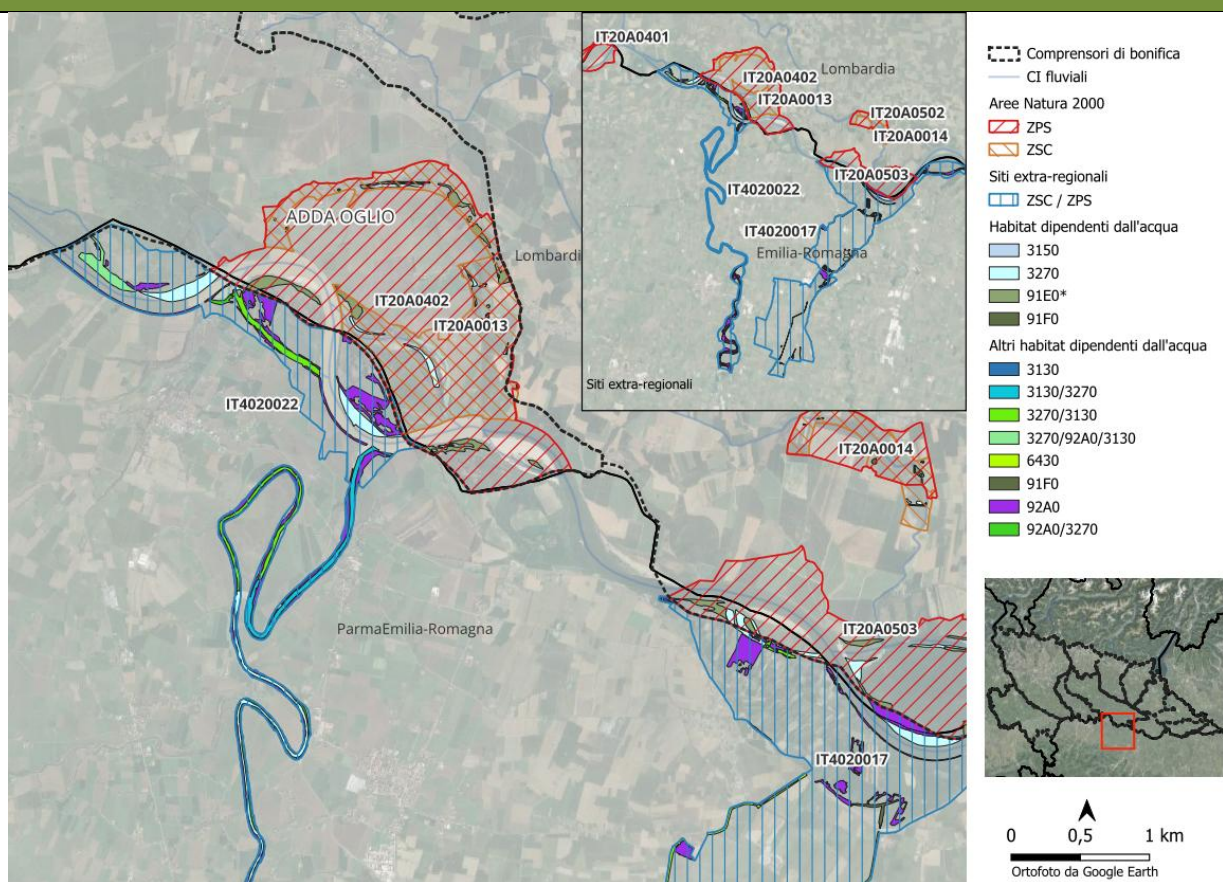 ADDA OGLIO
Lombardi
IT20A0402
IT20A0013
IT4020022
ParmaEmilia-Romagna
IT20A0014
IT20A0503
IT4020017
IT20A0401
Lombardia
IT20A0402
IT20A0013
IT20A0502
IT20A0014
IT20A0503
IT4020022
IT4020017
Emilia-Romagna
Siti extra-regionali
Comprensori di bonifica
CI fluviali
Aree Natura 2000
ZPS
ZSC
Siti extra-regionali
ZSC / ZPS
Habitat dipendenti dall'acqua
3150
3270
91E0*
91F0
Altri habitat dipendenti dall'acqua
3130
3130/3270
3270/3130
3270/92A0/3130
6430
91F0
92A0
92A0/3270
0 0,5 1 km
Ortofoto da Google Earth